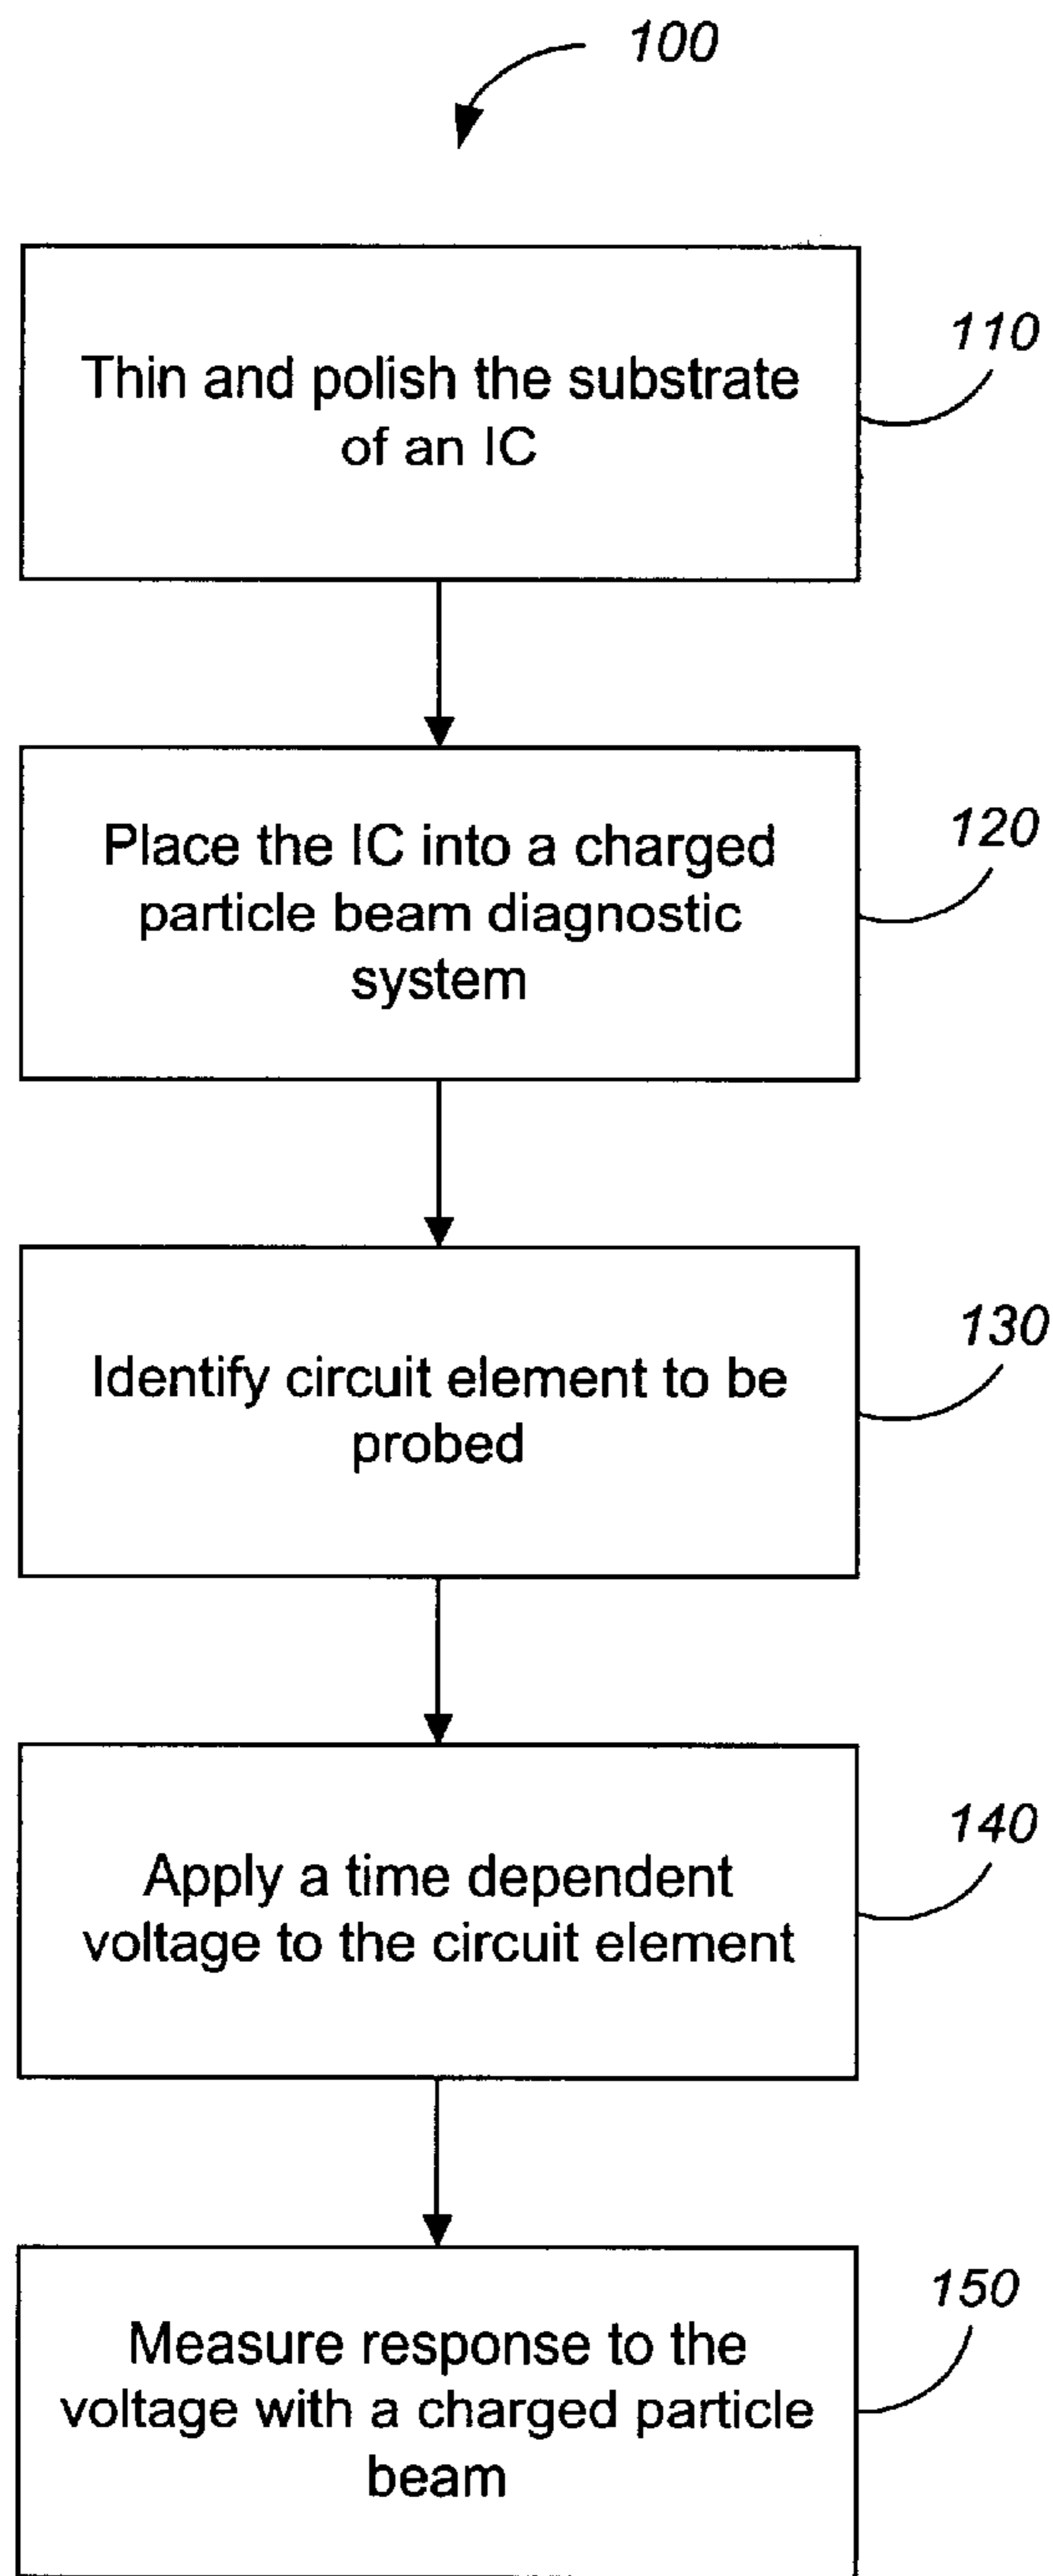 100
Thin and polish the substrate
of an IC
110
Place the IC into a charged
particle beam diagnostic
system
120
Identify circuit element to be
probed
130
Apply a time dependent
voltage to the circuit element
140
Measure response to the
voltage with a charged particle
beam
150